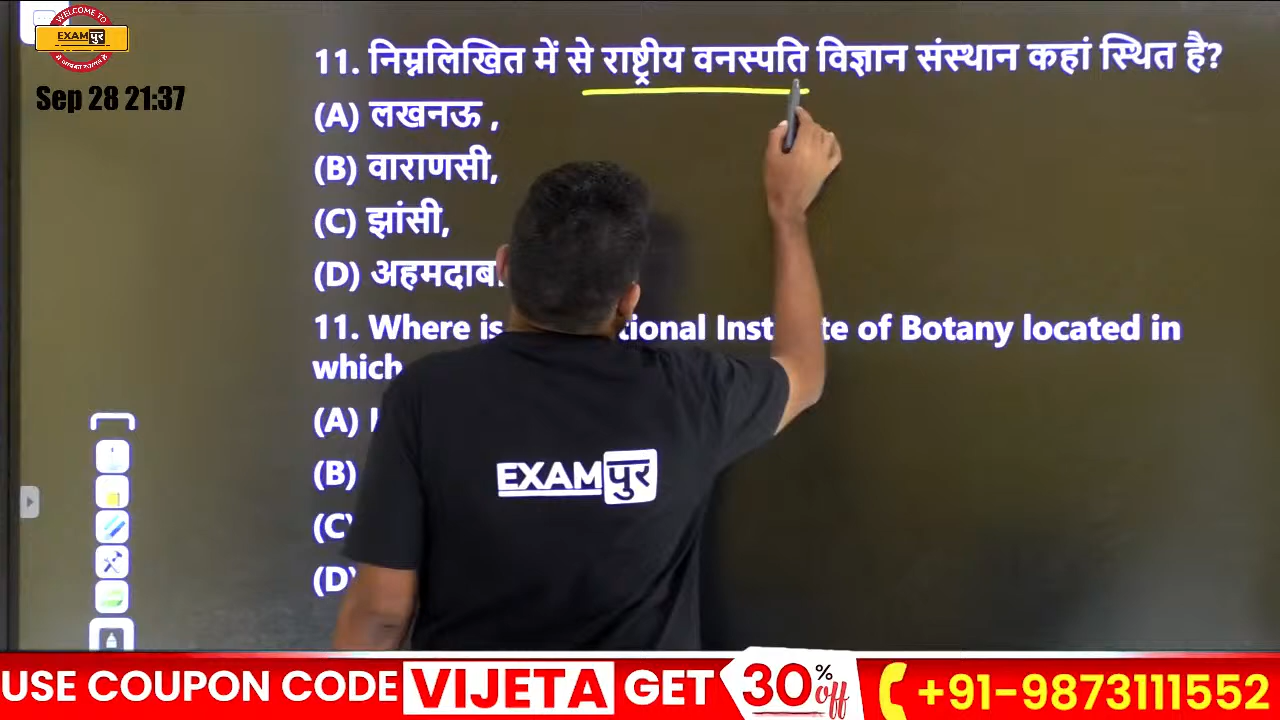 WELCOME TO
EXAMपुर
Sep 28 21:37
11. निम्नलिखित में से राष्ट्रीय वनस्पति विज्ञान संस्थान कहां स्थित है?
(A) लखनऊ ,
(B) वाराणसी,
(C) झांसी,
(D) अहमदाबा
11. Where is tional Inst te of Botany located in
which
(A)
(B)
(C)
(D)
EXAMपुर
USE COUPON CODE VIJETA GET 30% off +91-9873111552